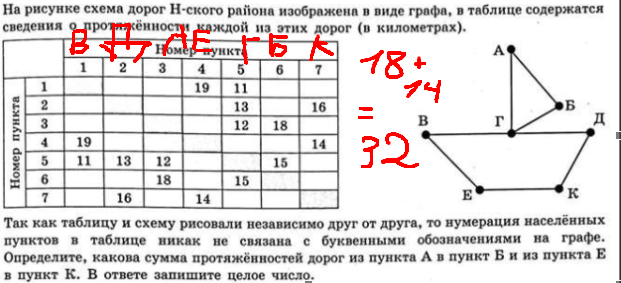 На рисунке схема дорог Н-ского района изображена в виде графа, в таблице содержатся
сведения о протяжённости каждой из этих дорог (в километрах).
В Д А Е Г Б К
Номер пункта
1 2 3 4 5 6 7
Номер пункта
1 19 11
2 13 16
3 12 18
4 19 14
5 11 13 12 15
6 18 15
7 16 14
18 +
14
=
32
А
Б
В Г Д
Е К
Так как таблицу и схему рисовали независимо друг от друга, то нумерация населённых
пунктов в таблице никак не связана с буквенными обозначениями на графе.
Определите, какова сумма протяжённостей дорог из пункта А в пункт Б и из пункта Е
в пункт К. В ответе запишите целое число.